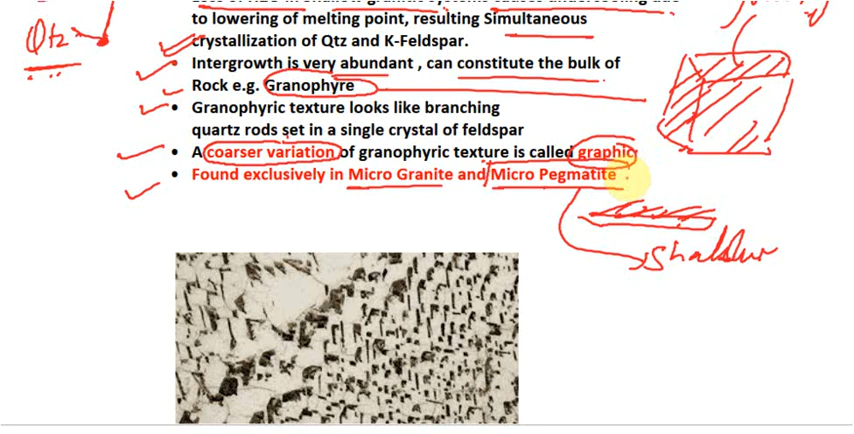 to lowering of melting point, resulting Simultaneous
Qtz
crystallization of Qtz and K-Feldspar.
• Intergrowth is very abundant , can constitute the bulk of
Rock e.g. Granophyre
• Granophyric texture looks like branching
quartz rods set in a single crystal of feldspar
• A coarser variation of granophyric texture is called graphic
• Found exclusively in Micro Granite and Micro Pegmatite .